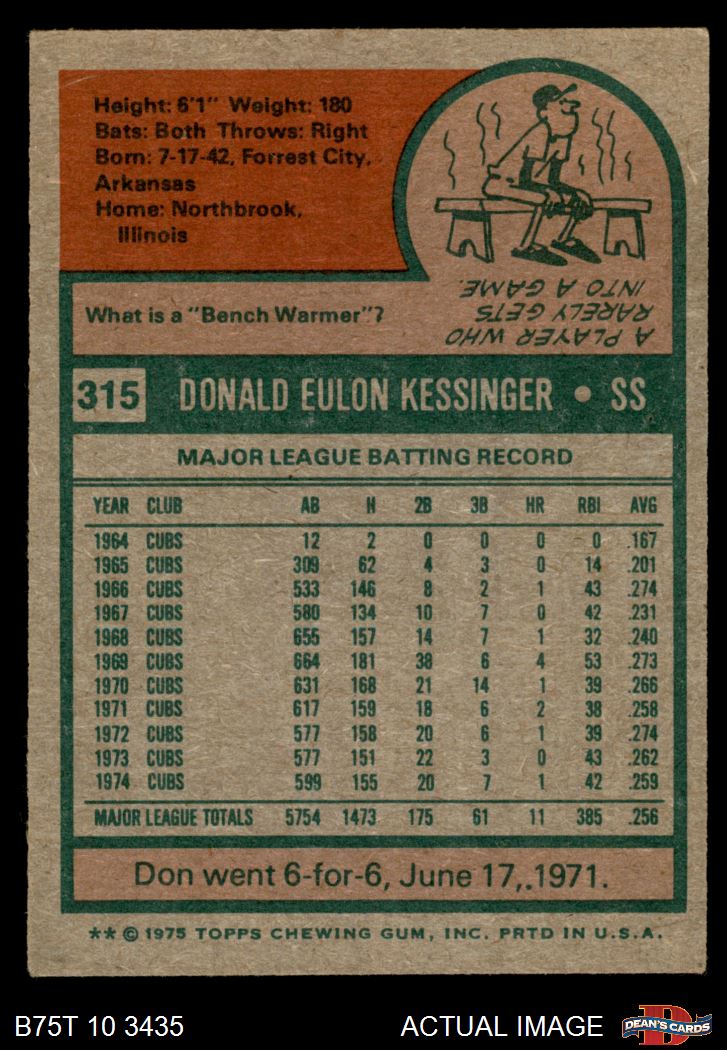 Height: 6'1" Weight: 180
Bats: Both Throws: Right
Born: 7-17-42, Forrest City,
Arkansas
Home: Northbrook,
Illinois
What is a "Bench Warmer"?
A PLAYER WHO
RARELY GETS
INTO A GAME.
315 DONALD EULON KESSINGER • SS
MAJOR LEAGUE BATTING RECORD
YEAR CLUB AB H 2B 3B HR RBI AVG
1964 CUBS 12 2 0 0 0 0 .167
1965 CUBS 309 62 4 3 0 14 .201
1966 CUBS 533 146 8 2 1 43 .274
1967 CUBS 580 134 10 7 0 42 .231
1968 CUBS 655 157 14 7 1 32 .240
1969 CUBS 664 181 38 6 4 53 .273
1970 CUBS 631 168 21 14 1 39 .266
1971 CUBS 617 159 18 6 2 38 .258
1972 CUBS 577 158 20 6 1 39 .274
1973 CUBS 577 151 22 3 0 43 .262
1974 CUBS 599 155 20 7 1 42 .259
MAJOR LEAGUE TOTALS 5754 1473 175 61 11 385 .256
Don went 6-for-6, June 17,.1971.
** © 1975 TOPPS CHEWING GUM, INC. PRTD IN U.S.A.
B75T 10 3435 ACTUAL IMAGE
D
DEAN'S CARDS